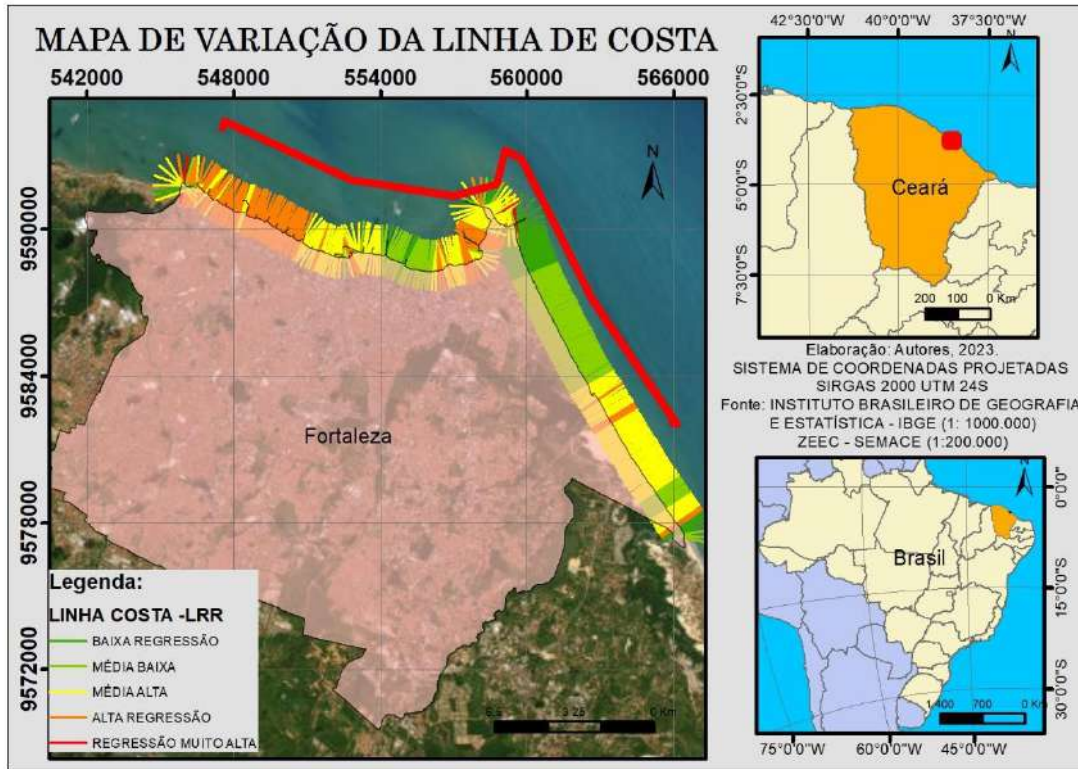 MAPA DE VARIAÇÃO DA LINHA DE COSTA
542000 548000 554000 560000 566000
9590000
9584000
9578000
9572000
N
Fortaleza
Legenda:
LINHA COSTA -LRR
BAIXA REGRESSÃO
MÉDIA BAIXA
MÉDIA ALTA
ALTA REGRESSÃO
REGRESSÃO MUITO ALTA
3.25 0 Km
42°30'0"W 40°0'0"W 37°30'0"W
2°30'0"S
5°0'0"S
7°30'0"S
N
Ceará
200 100 0 Km
Elaboração: Autores, 2023.
SISTEMA DE COORDENADAS PROJETADAS
SIRGAS 2000 UTM 24S
Fonte: INSTITUTO BRASILEIRO DE GEOGRAFIA
E ESTATÍSTICA - IBGE (1: 1000.000)
ZEEC - SEMACE (1:200.000)
0°0'0"
15°0'0"S
30°0'0"S
Brasil
1.400 700 0 Km
75°0'0"W 60°0'0"W 45°0'0"W